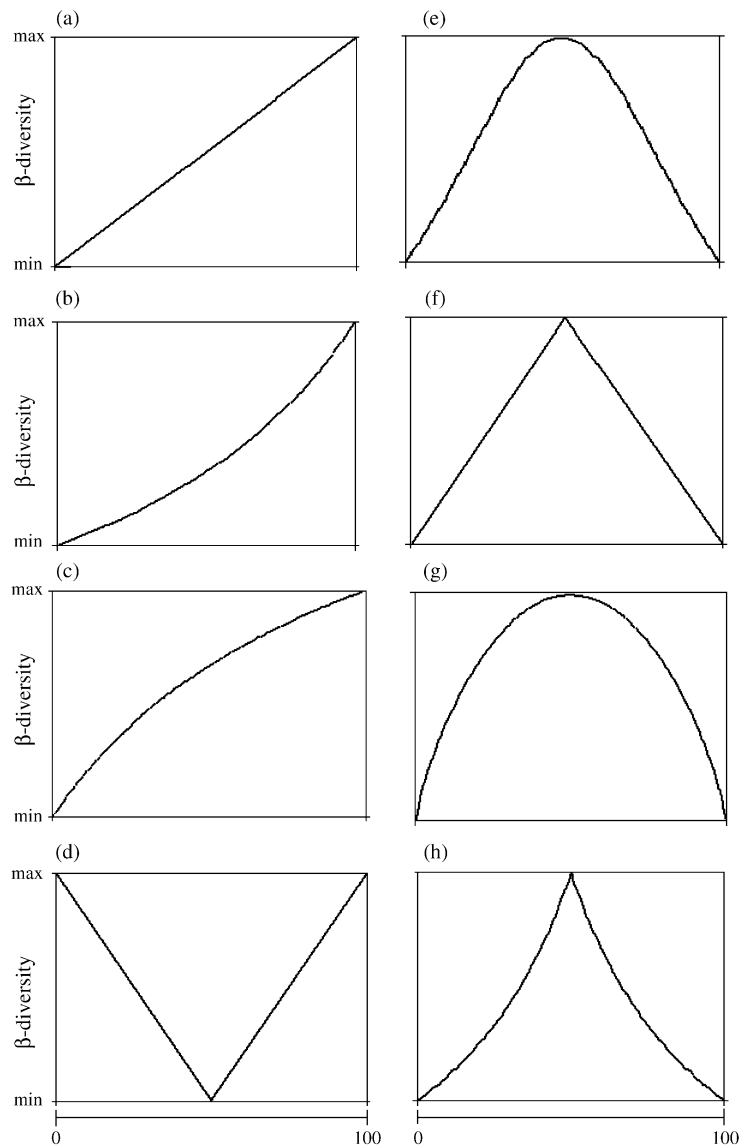 (a)
max
β-diversity
min
(b)
max
β-diversity
min
(c)
max
β-diversity
min
(d)
max
β-diversity
min
0 100
(e)
(f)
(g)
(h)
0 100